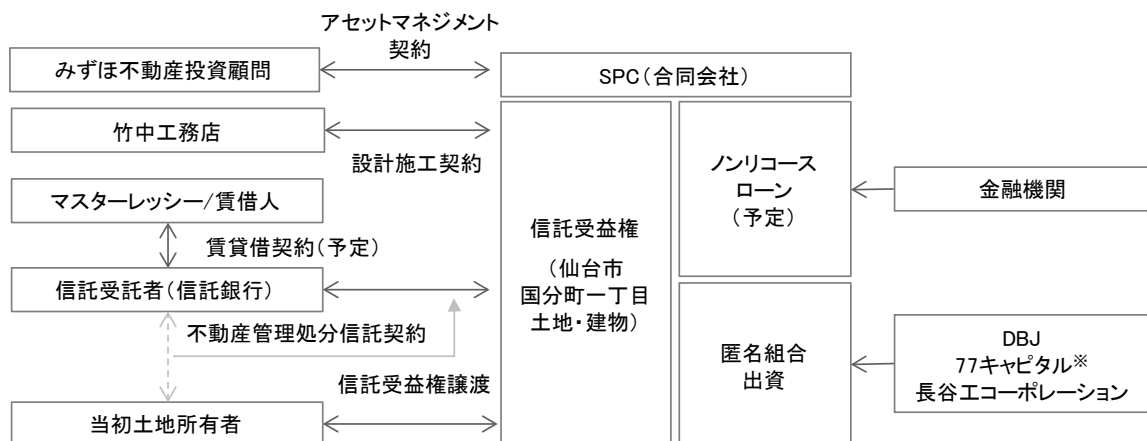 アセットマネジメント
契約
みずほ不動産投資顧問
SPC(合同会社)
竹中工務店
設計施工契約
マスターレッシー/賃借人
賃貸借契約(予定)
信託受託者(信託銀行)
不動産管理処分信託契約
信託受益権譲渡
当初土地所有者
信託受益権
(仙台市
国分町一丁目
土地・建物)
ノンリコース
ローン
(予定)
金融機関
匿名組合
出資
DBJ
77キャピタル※
長谷工コーポレーション